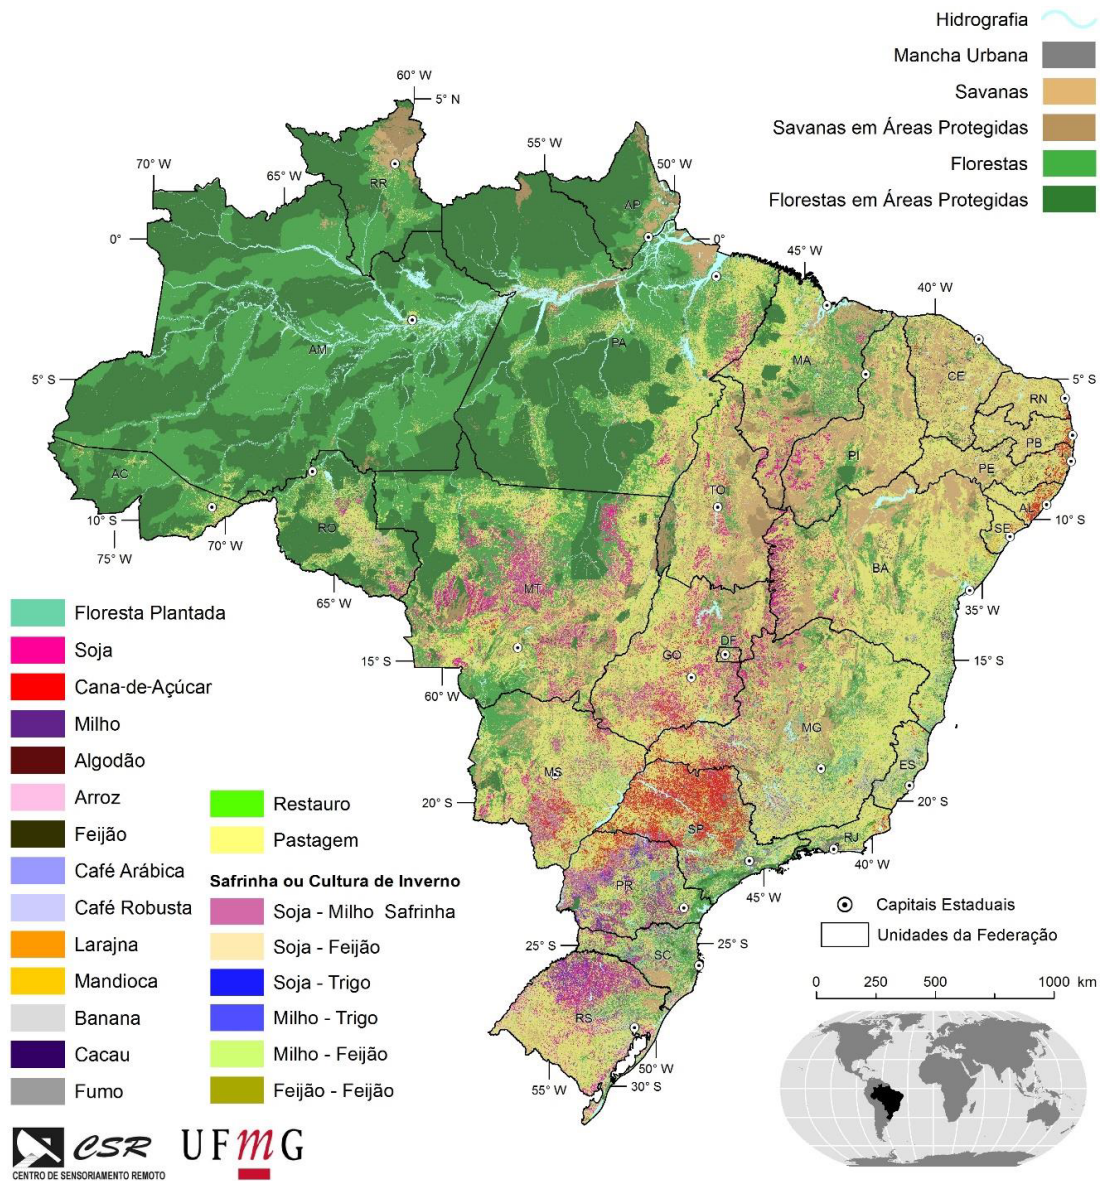 Hidrografia
Mancha Urbana
Savanas
Savanas em Áreas Protegidas
Florestas
Florestas em Áreas Protegidas
60° W
5° N
70° W
65° W
55° W
50° W
45° W
40° W
0°
0°
RR
AP
AM
PA
MA
CE
RN
PB
PE
PI
AL
SE
BA
TO
AC
RO
MT
GO
DF
MG
ES
MS
SP
RJ
PR
SC
RS
5° S
5° S
10° S
10° S
75° W
70° W
65° W
35° W
15° S
15° S
60° W
20° S
20° S
40° W
45° W
25° S
25° S
50° W
55° W
30° S
Floresta Plantada
Soja
Cana-de-Açúcar
Milho
Algodão
Arroz
Feijão
Café Arábica
Café Robusta
Larajna
Mandioca
Banana
Cacau
Fumo
Restauro
Pastagem
Safrinha ou Cultura de Inverno
Soja - Milho Safrinha
Soja - Feijão
Soja - Trigo
Milho - Trigo
Milho - Feijão
Feijão - Feijão
Capitais Estaduais
Unidades da Federação
0 250 500 1000 km
CSR
CENTRO DE SENSORIAMENTO REMOTO
UFmG